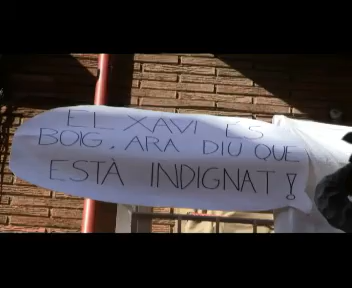 EL XAVI ÉS
BOIG, ARA DIU QUE
ESTÀ INDIGNAT!